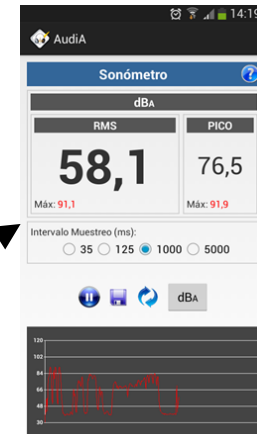 14:19
AudiA
Sonómetro ?
dBA
RMS PICO
58,1 76,5
Máx: 91,1 Máx: 91,9
Intervalo Muestreo (ms):
35 125 1000 5000
dBA
120
102
84
66
48
30